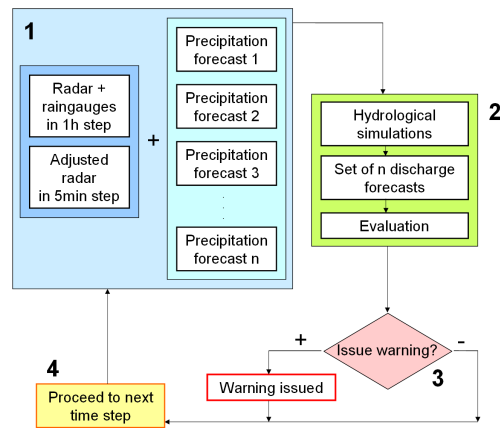 1
Radar +
raingauges
in 1h step
Adjusted
radar
in 5min step
+
Precipitation
forecast 1
Precipitation
forecast 2
Precipitation
forecast 3
.
.
.
Precipitation
forecast n
2
Hydrological
simulations
Set of n discharge
forecasts
Evaluation
Issue warning?
3
+
-
Warning issued
4
Proceed to next
time step